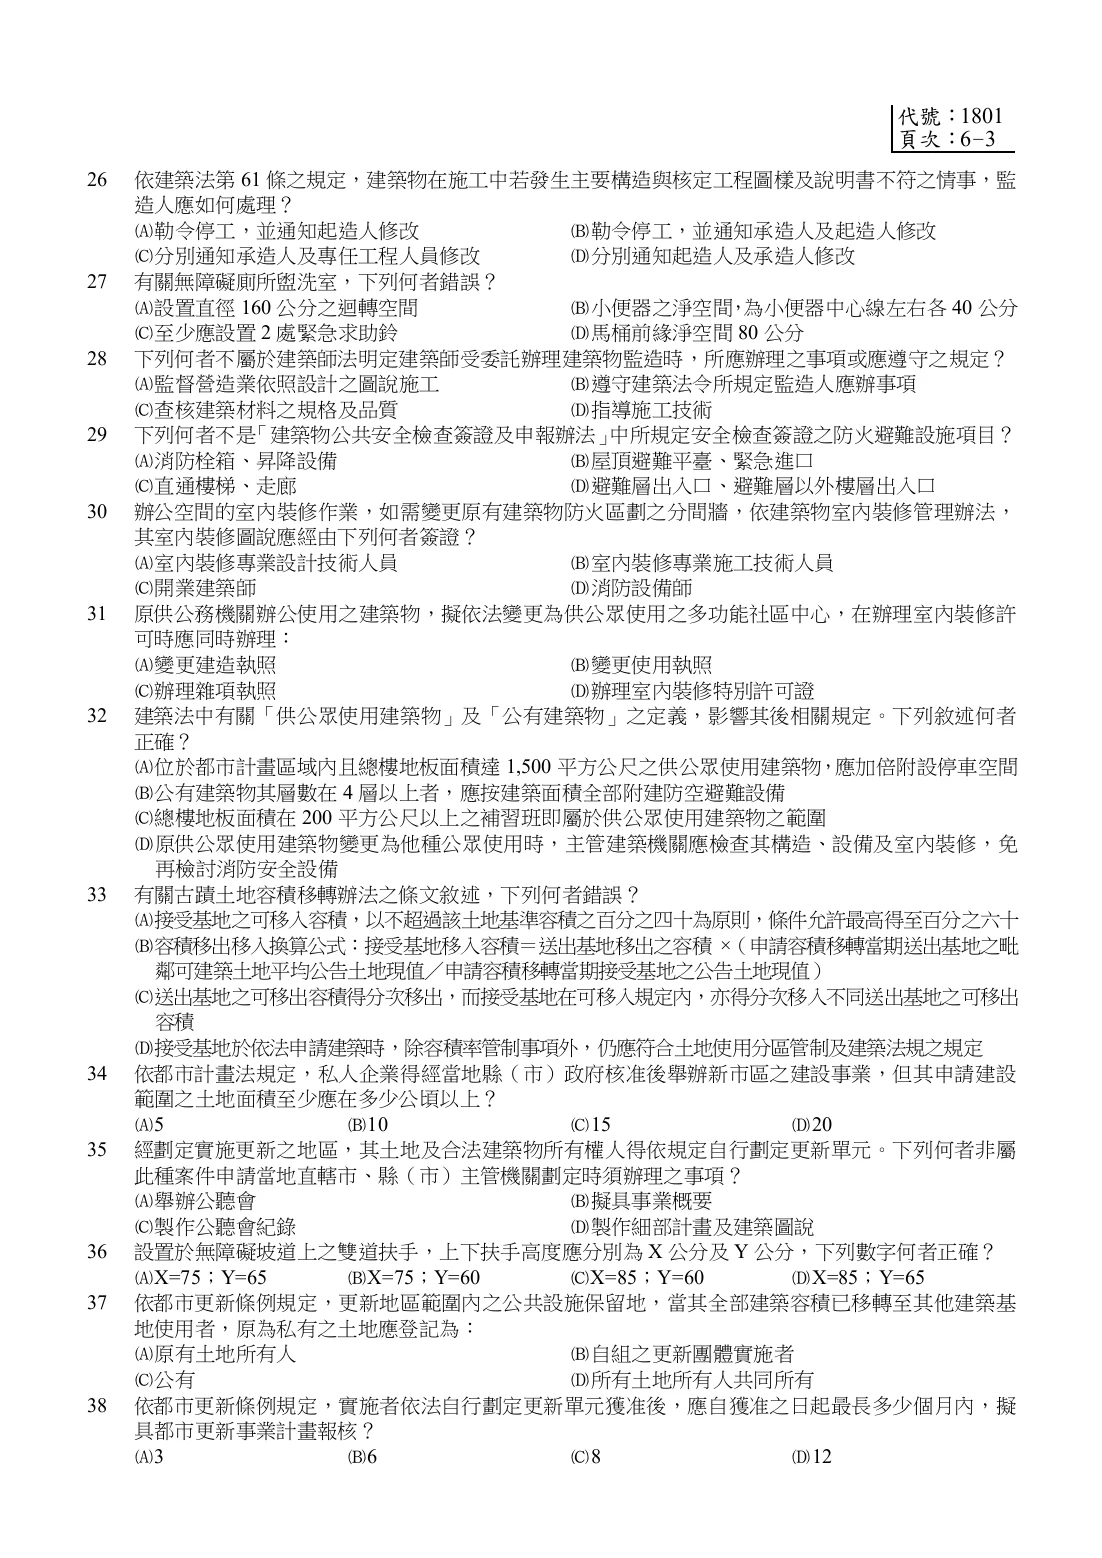 代號：1801
頁次：6－3
26 依建築法第 61 條之規定，建築物在施工中若發生主要構造與核定工程圖樣及說明書不符之情事，監
造人應如何處理？
(A)勒令停工，並通知起造人修改 (B)勒令停工，並通知承造人及起造人修改
(C)分別通知承造人及專任工程人員修改 (D)分別通知起造人及承造人修改
27 有關無障礙廁所盥洗室，下列何者錯誤？
(A)設置直徑 160 公分之迴轉空間 (B)小便器之淨空間，為小便器中心線左右各 40 公分
(C)至少應設置 2 處緊急求助鈴 (D)馬桶前緣淨空間 80 公分
28 下列何者不屬於建築師法明定建築師受委託辦理建築物監造時，所應辦理之事項或應遵守之規定？
(A)監督營造業依照設計之圖說施工 (B)遵守建築法令所規定監造人應辦事項
(C)查核建築材料之規格及品質 (D)指導施工技術
29 下列何者不是「建築物公共安全檢查簽證及申報辦法」中所規定安全檢查簽證之防火避難設施項目？
(A)消防栓箱、昇降設備 (B)屋頂避難平臺、緊急進口
(C)直通樓梯、走廊 (D)避難層出入口、避難層以外樓層出入口
30 辦公空間的室內裝修作業，如需變更原有建築物防火區劃之分間牆，依建築物室內裝修管理辦法，
其室內裝修圖說應經由下列何者簽證？
(A)室內裝修專業設計技術人員 (B)室內裝修專業施工技術人員
(C)開業建築師 (D)消防設備師
31 原供公務機關辦公使用之建築物，擬依法變更為供公眾使用之多功能社區中心，在辦理室內裝修許
可時應同時辦理：
(A)變更建造執照 (B)變更使用執照
(C)辦理雜項執照 (D)辦理室內裝修特別許可證
32 建築法中有關「供公眾使用建築物」及「公有建築物」之定義，影響其後相關規定。下列敘述何者
正確？
(A)位於都市計畫區域內且總樓地板面積達 1,500 平方公尺之供公眾使用建築物，應加倍附設停車空間
(B)公有建築物其層數在 4 層以上者，應按建築面積全部附建防空避難設備
(C)總樓地板面積在 200 平方公尺以上之補習班即屬於供公眾使用建築物之範圍
(D)原供公眾使用建築物變更為他種公眾使用時，主管建築機關應檢查其構造、設備及室內裝修，免
再檢討消防安全設備
33 有關古蹟土地容積移轉辦法之條文敘述，下列何者錯誤？
(A)接受基地之可移入容積，以不超過該土地基準容積之百分之四十為原則，條件允許最高得至百分之六十
(B)容積移出移入換算公式：接受基地移入容積＝送出基地移出之容積 ×（申請容積移轉當期送出基地之毗
鄰可建築土地平均公告土地現值／申請容積移轉當期接受基地之公告土地現值）
(C)送出基地之可移出容積得分次移出，而接受基地在可移入規定內，亦得分次移入不同送出基地之可移出
容積
(D)接受基地於依法申請建築時，除容積率管制事項外，仍應符合土地使用分區管制及建築法規之規定
34 依都市計畫法規定，私人企業得經當地縣（市）政府核准後舉辦新市區之建設事業，但其申請建設
範圍之土地面積至少應在多少公頃以上？
(A)5 (B)10 (C)15 (D)20
35 經劃定實施更新之地區，其土地及合法建築物所有權人得依規定自行劃定更新單元。下列何者非屬
此種案件申請當地直轄市、縣（市）主管機關劃定時須辦理之事項？
(A)舉辦公聽會 (B)擬具事業概要
(C)製作公聽會紀錄 (D)製作細部計畫及建築圖說
36 設置於無障礙坡道上之雙道扶手，上下扶手高度應分別為 X 公分及 Y 公分，下列數字何者正確？
(A)X=75；Y=65 (B)X=75；Y=60 (C)X=85；Y=60 (D)X=85；Y=65
37 依都市更新條例規定，更新地區範圍內之公共設施保留地，當其全部建築容積已移轉至其他建築基
地使用者，原為私有之土地應登記為：
(A)原有土地所有人 (B)自組之更新團體實施者
(C)公有 (D)所有土地所有人共同所有
38 依都市更新條例規定，實施者依法自行劃定更新單元獲准後，應自獲准之日起最長多少個月內，擬
具都市更新事業計畫報核？
(A)3 (B)6 (C)8 (D)12